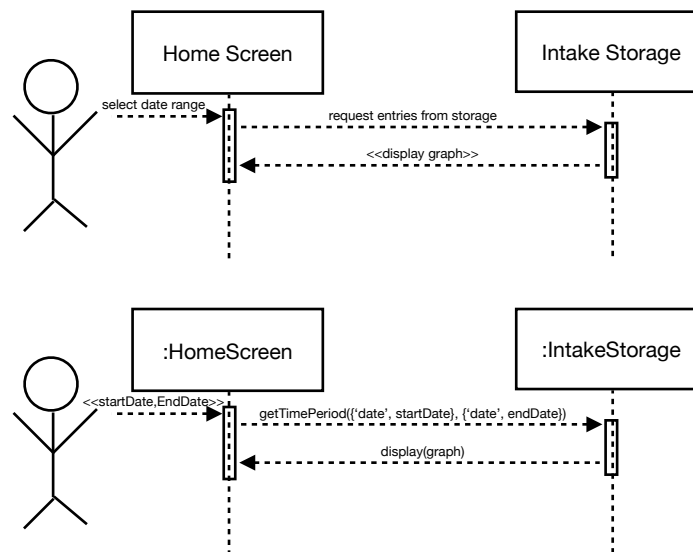 Home Screen
Intake Storage
select date range
request entries from storage
<<display graph>>
:HomeScreen
:IntakeStorage
<<startDate,EndDate>>
getTimePeriod({‘date’, startDate}, {‘date’, endDate})
display(graph)